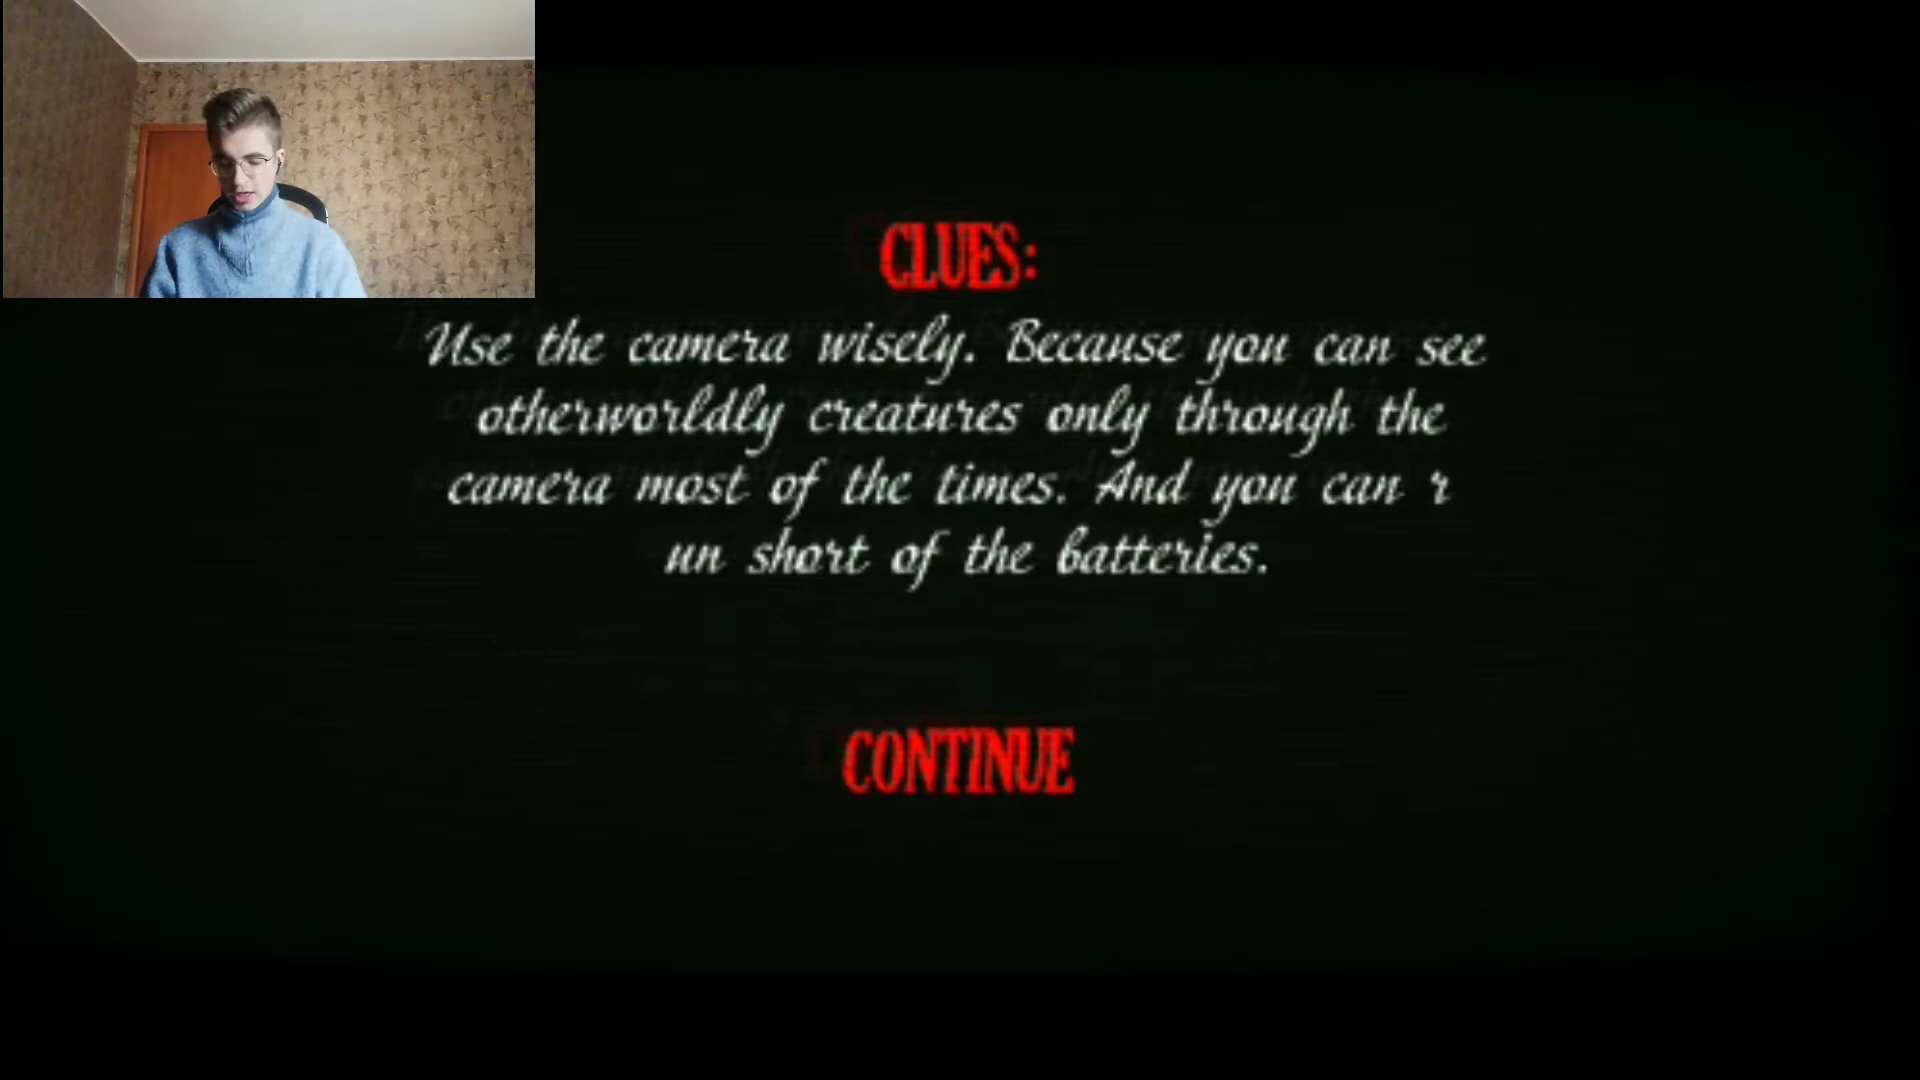 CLUES:
Use the camera wisely. Because you can see
otherworldly creatures only through the
camera most of the times. And you can r
un short of the batteries.
CONTINUE